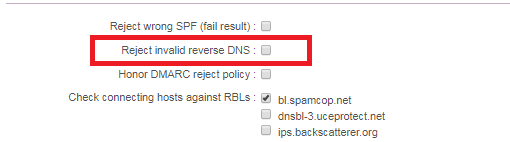 Reject wrong SPF (fail result) :
Reject invalid reverse DNS :
Honor DMARC reject policy :
Check connecting hosts against RBLs : bl.spamcop.net
dnsbl-3.uceprotect.net
ips.backscatterer.org